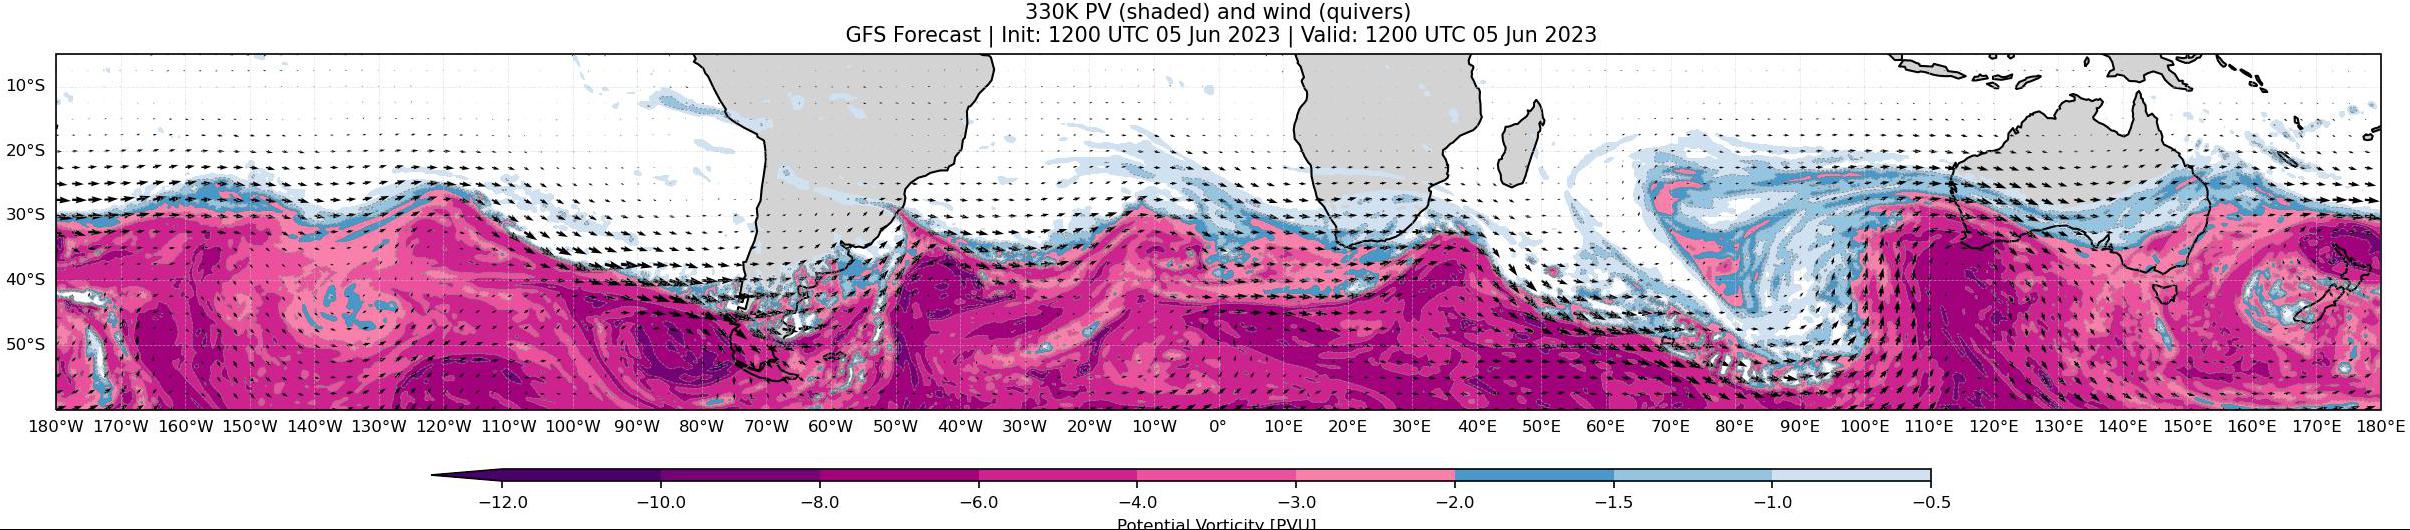 330K PV (shaded) and wind (quivers)
GFS Forecast | Init: 1200 UTC 05 Jun 2023 | Valid: 1200 UTC 05 Jun 2023
10°S
20°S
30°S
40°S
50°S
180°W 170°W 160°W 150°W 140°W 130°W 120°W 110°W 100°W 90°W 80°W 70°W 60°W 50°W 40°W 30°W 20°W 10°W 0° 10°E 20°E 30°E 40°E 50°E 60°E 70°E 80°E 90°E 100°E 110°E 120°E 130°E 140°E 150°E 160°E 170°E 180°E
−12.0 −10.0 −8.0 −6.0 −4.0 −3.0 −2.0 −1.5 −1.0 −0.5
Potential Vorticity [PVU]